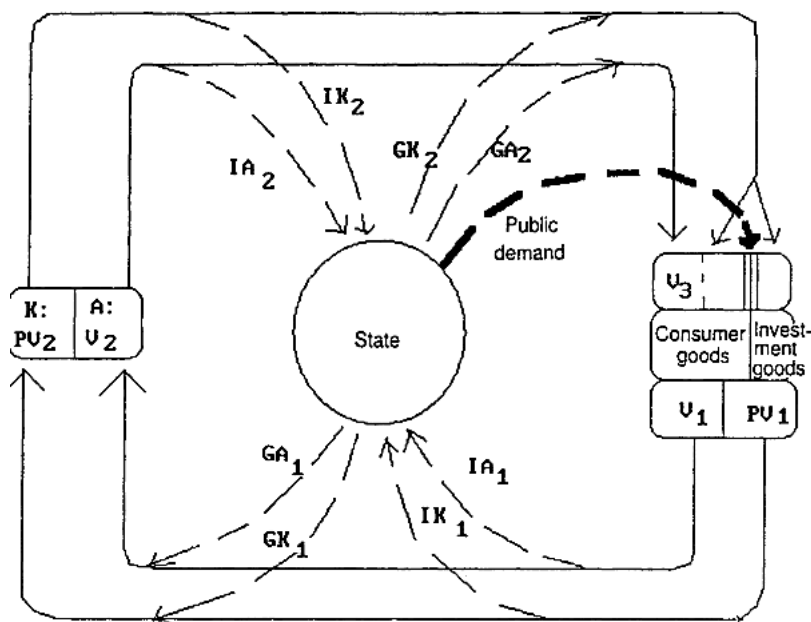 IK2
IA2
GK2
GA2
Public
demand
K:
PV2
A:
V2
State
V3
Consumer
goods
Invest-
ment
goods
V1
PV1
GA1
GK1
IA1
IK1